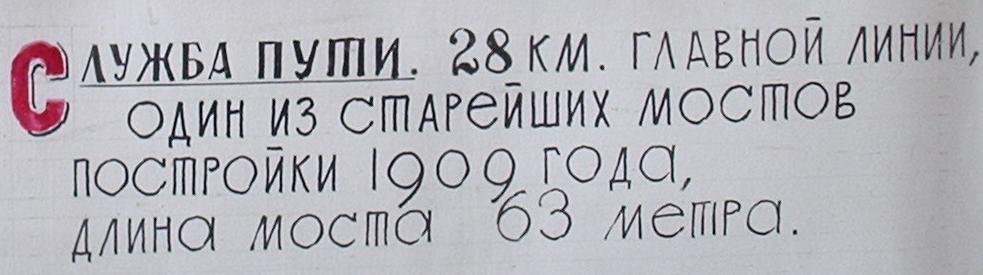 Служба пути. 28 км. главной линии,
один из старейших мостов
постройки 1909 года,
длина моста 63 метра.